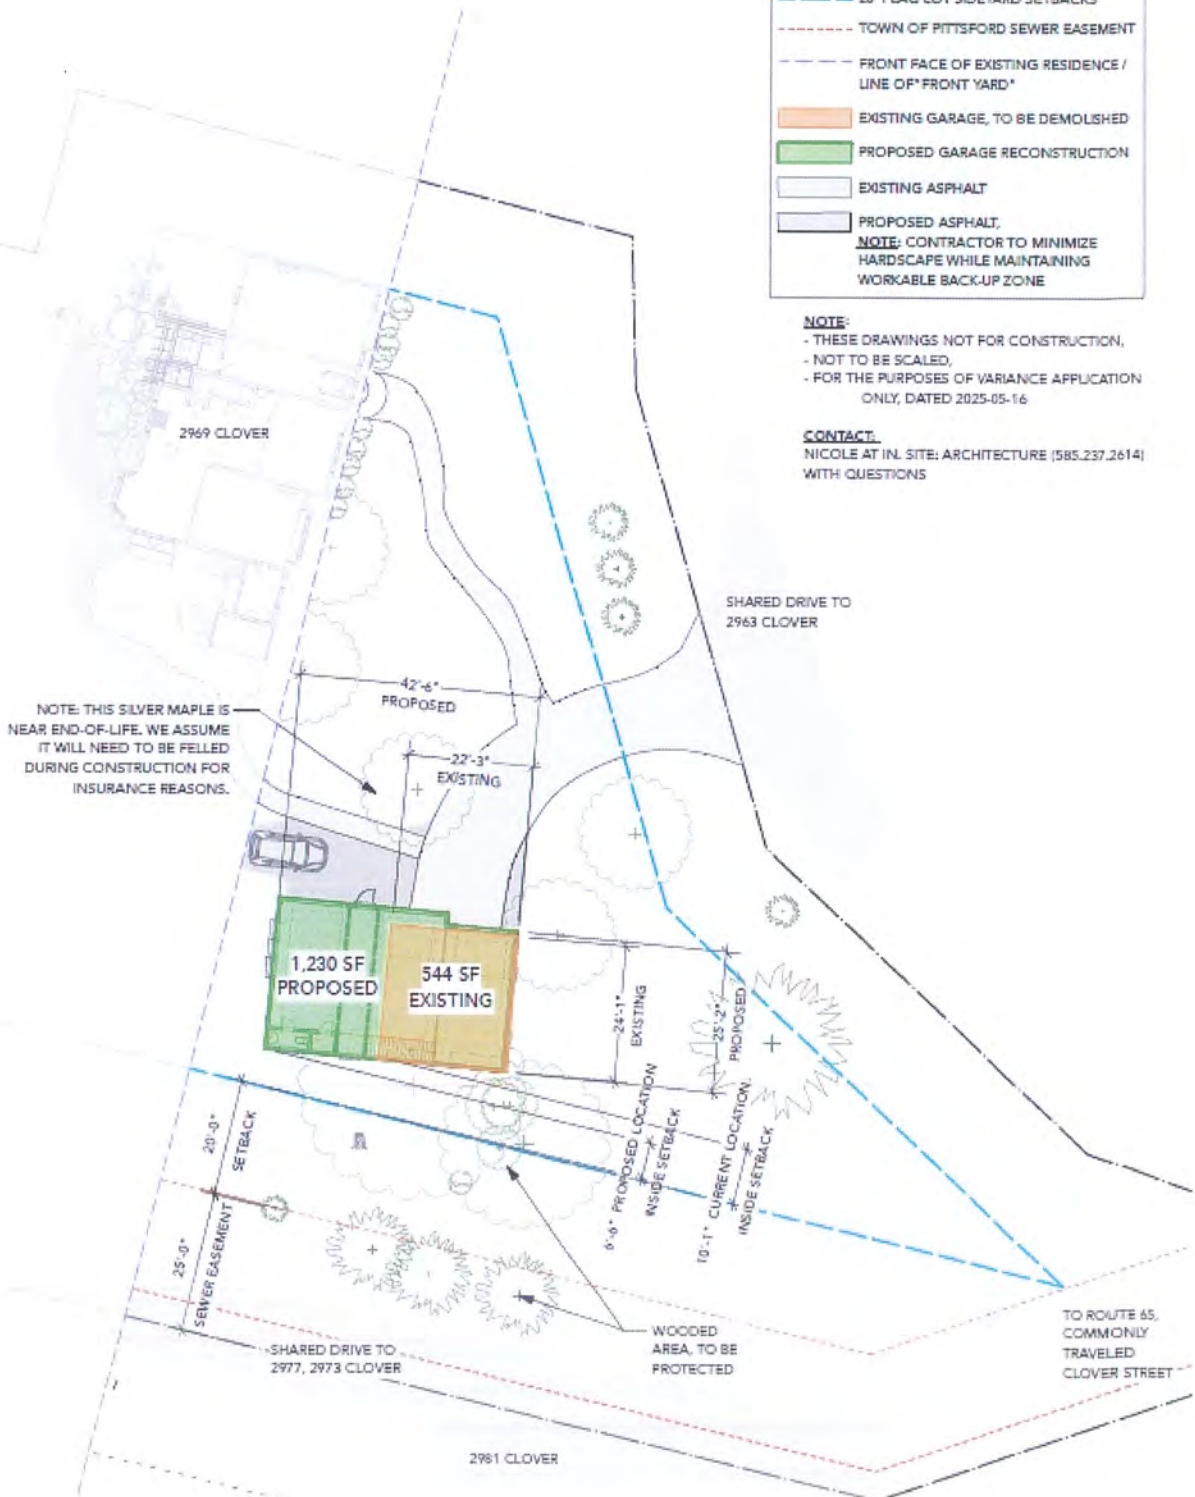 TOWN OF PITTSFORD SEWER EASEMENT
FRONT FACE OF EXISTING RESIDENCE /
LINE OF "FRONT YARD"
EXISTING GARAGE, TO BE DEMOLISHED
PROPOSED GARAGE RECONSTRUCTION
EXISTING ASPHALT
PROPOSED ASPHALT,
NOTE: CONTRACTOR TO MINIMIZE
HARDSCAPE WHILE MAINTAINING
WORKABLE BACK-UP ZONE
NOTE:
- THESE DRAWINGS NOT FOR CONSTRUCTION,
- NOT TO BE SCALED,
- FOR THE PURPOSES OF VARIANCE APPLICATION
ONLY, DATED 2025-05-16
CONTACT:
NICOLE AT IN. SITE: ARCHITECTURE (585.237.2614)
WITH QUESTIONS
2969 CLOVER
SHARED DRIVE TO
2963 CLOVER
42'-6"
PROPOSED
22'-3"
EXISTING
NOTE: THIS SILVER MAPLE IS
NEAR END-OF-LIFE. WE ASSUME
IT WILL NEED TO BE FELLED
DURING CONSTRUCTION FOR
INSURANCE REASONS.
1,230 SF
PROPOSED
544 SF
EXISTING
24'-1"
EXISTING
25'-2"
PROPOSED
20'-0"
SETBACK
25'-0"
SEWER EASEMENT
6'-6" PROPOSED LOCATION
INSIDE SETBACK
10'-1" CURRENT LOCATION
INSIDE SETBACK
WOODED
AREA, TO BE
PROTECTED
SHARED DRIVE TO
2977, 2973 CLOVER
TO ROUTE 65,
COMMONLY
TRAVELED
CLOVER STREET
2981 CLOVER